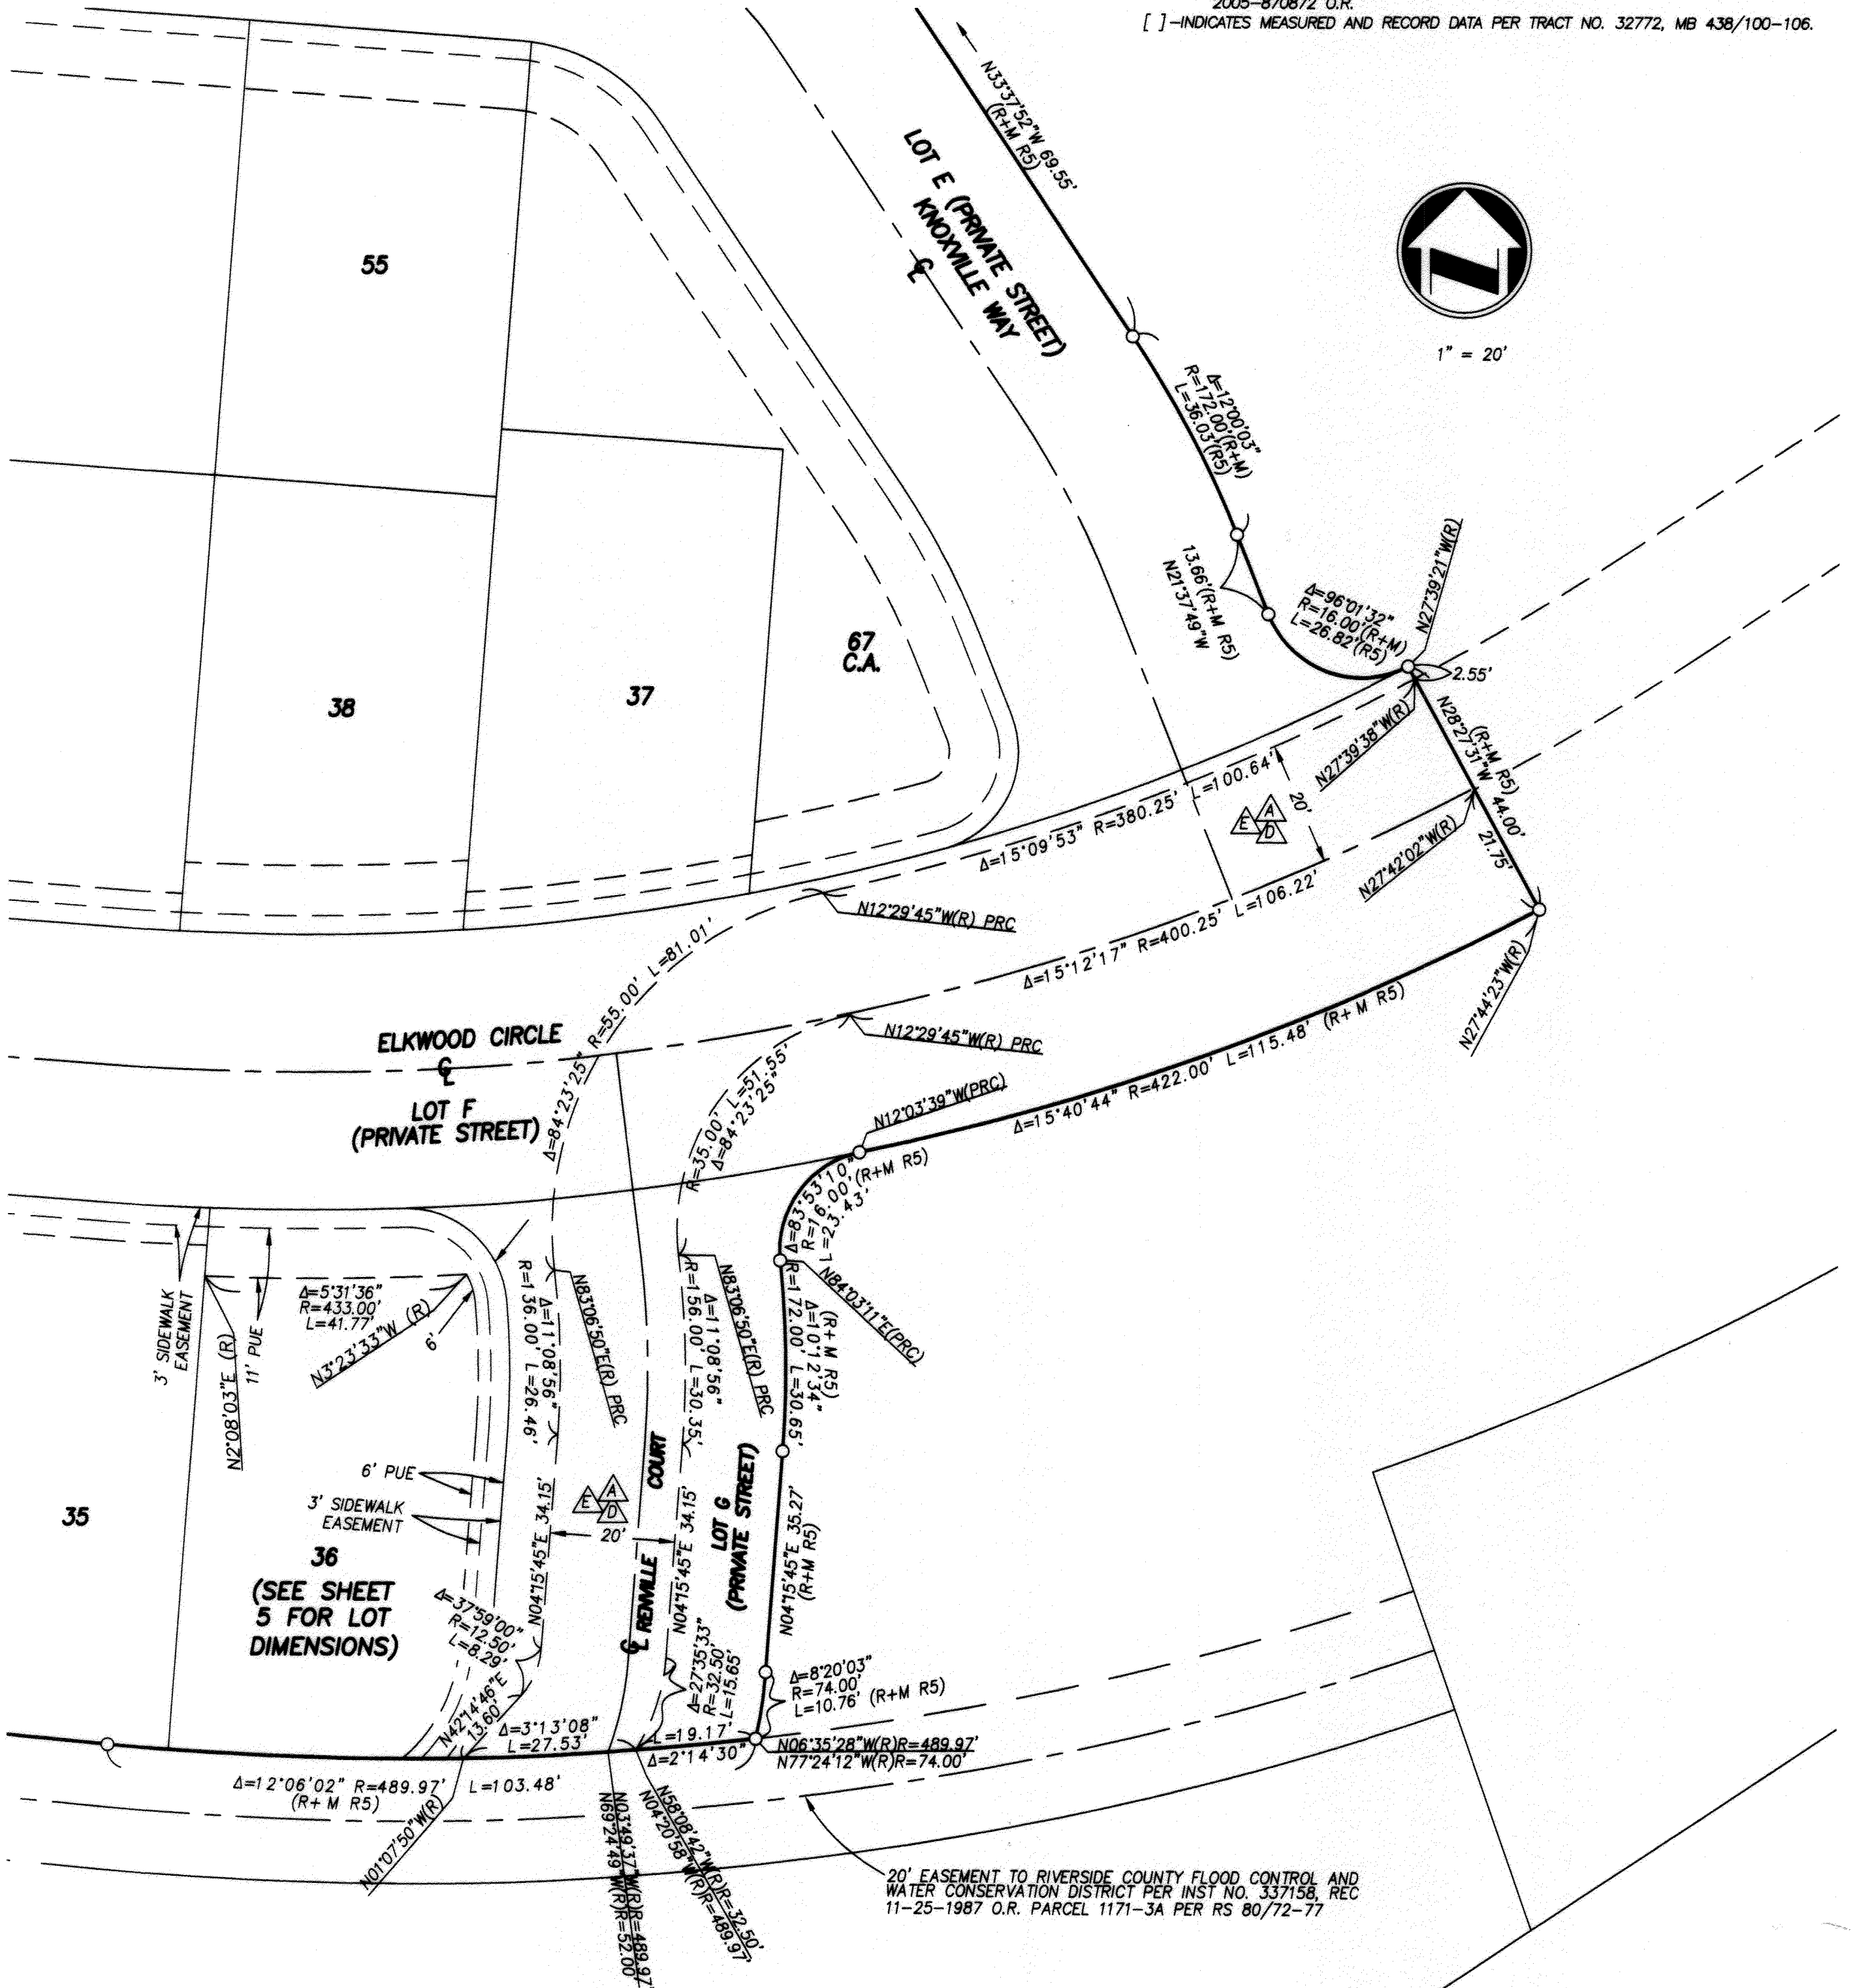 2005-870872 O.R.
[ ]-INDICATES MEASURED AND RECORD DATA PER TRACT NO. 32772, MB 438/100-106.
N33°37'52"W 69.55'
(R+M R5)
LOT E (PRIVATE STREET)
KNOXVILLE WAY
℄
N
1" = 20'
55
Δ=12°00'03"
R=172.00'(R+M)
L=36.03'(R5)
13.66'(R+M R5)
N21°37'49"W
Δ=96°01'32"
R=16.00'(R+M)
L=26.82'(R5)
N27°39'21"W(R)
2.55'
67
C.A.
37
38
N27°39'38"W(R)
(R+M R5)
N28°27'31"W 44.00'
21.75'
Δ=15°09'53" R=380.25' L=100.64'
20'
E A D
N27°42'02"W(R)
Δ=15°12'17" R=400.25' L=106.22'
N12°29'45"W(R) PRC
N27°44'23"W(R)
Δ=84°23'25" R=55.00' L=81.01'
ELKWOOD CIRCLE
℄
LOT F
(PRIVATE STREET)
N12°29'45"W(R) PRC
R=35.00' L=51.55'
Δ=84°23'25"
N12°03'39"W(PRC)
Δ=15°40'44" R=422.00' L=115.48' (R+M R5)
Δ=83°53'10"
R=16.00'(R+M R5)
L=23.43'
N84°03'11"E(PRC)
3' SIDEWALK
EASEMENT
11' PUE
Δ=5°31'36"
R=433.00'
L=41.77'
N3°23'33"W (R)
6'
N2°08'03"E (R)
Δ=11°08'56"
R=136.00' L=26.46'
N83°06'50"E(R) PRC
Δ=11°08'56"
R=156.00' L=30.35'
N83°06'50"E(R) PRC
(R+M R5)
Δ=10°12'34"
R=172.00' L=30.65'
6' PUE
3' SIDEWALK
EASEMENT
35
36
(SEE SHEET
5 FOR LOT
DIMENSIONS)
N04°15'45"E 34.15'
E A D
20'
℄ RENVILLE COURT
N04°15'45"E 34.15'
LOT G
(PRIVATE STREET)
N04°15'45"E 35.27'
(R+M R5)
Δ=37°59'00"
R=12.50'
L=8.29'
N42°14'46"E
13.60'
Δ=27°35'33"
R=32.50'
L=15.65'
Δ=8°20'03"
R=74.00'
L=10.76' (R+M R5)
Δ=3°13'08"
L=27.53'
L=19.17'
Δ=2°14'30"
N06°35'28"W(R)R=489.97'
N77°24'12"W(R)R=74.00'
Δ=12°06'02" R=489.97' L=103.48'
(R+M R5)
N01°07'50"W(R)
N03°49'37"W(R)R=489.97'
N69°24'49"W(R)R=52.00'
N58°08'42"W(R)R=32.50'
N04°20'58"W(R)R=489.97'
20' EASEMENT TO RIVERSIDE COUNTY FLOOD CONTROL AND
WATER CONSERVATION DISTRICT PER INST NO. 337158, REC
11-25-1987 O.R. PARCEL 1171-3A PER RS 80/72-77